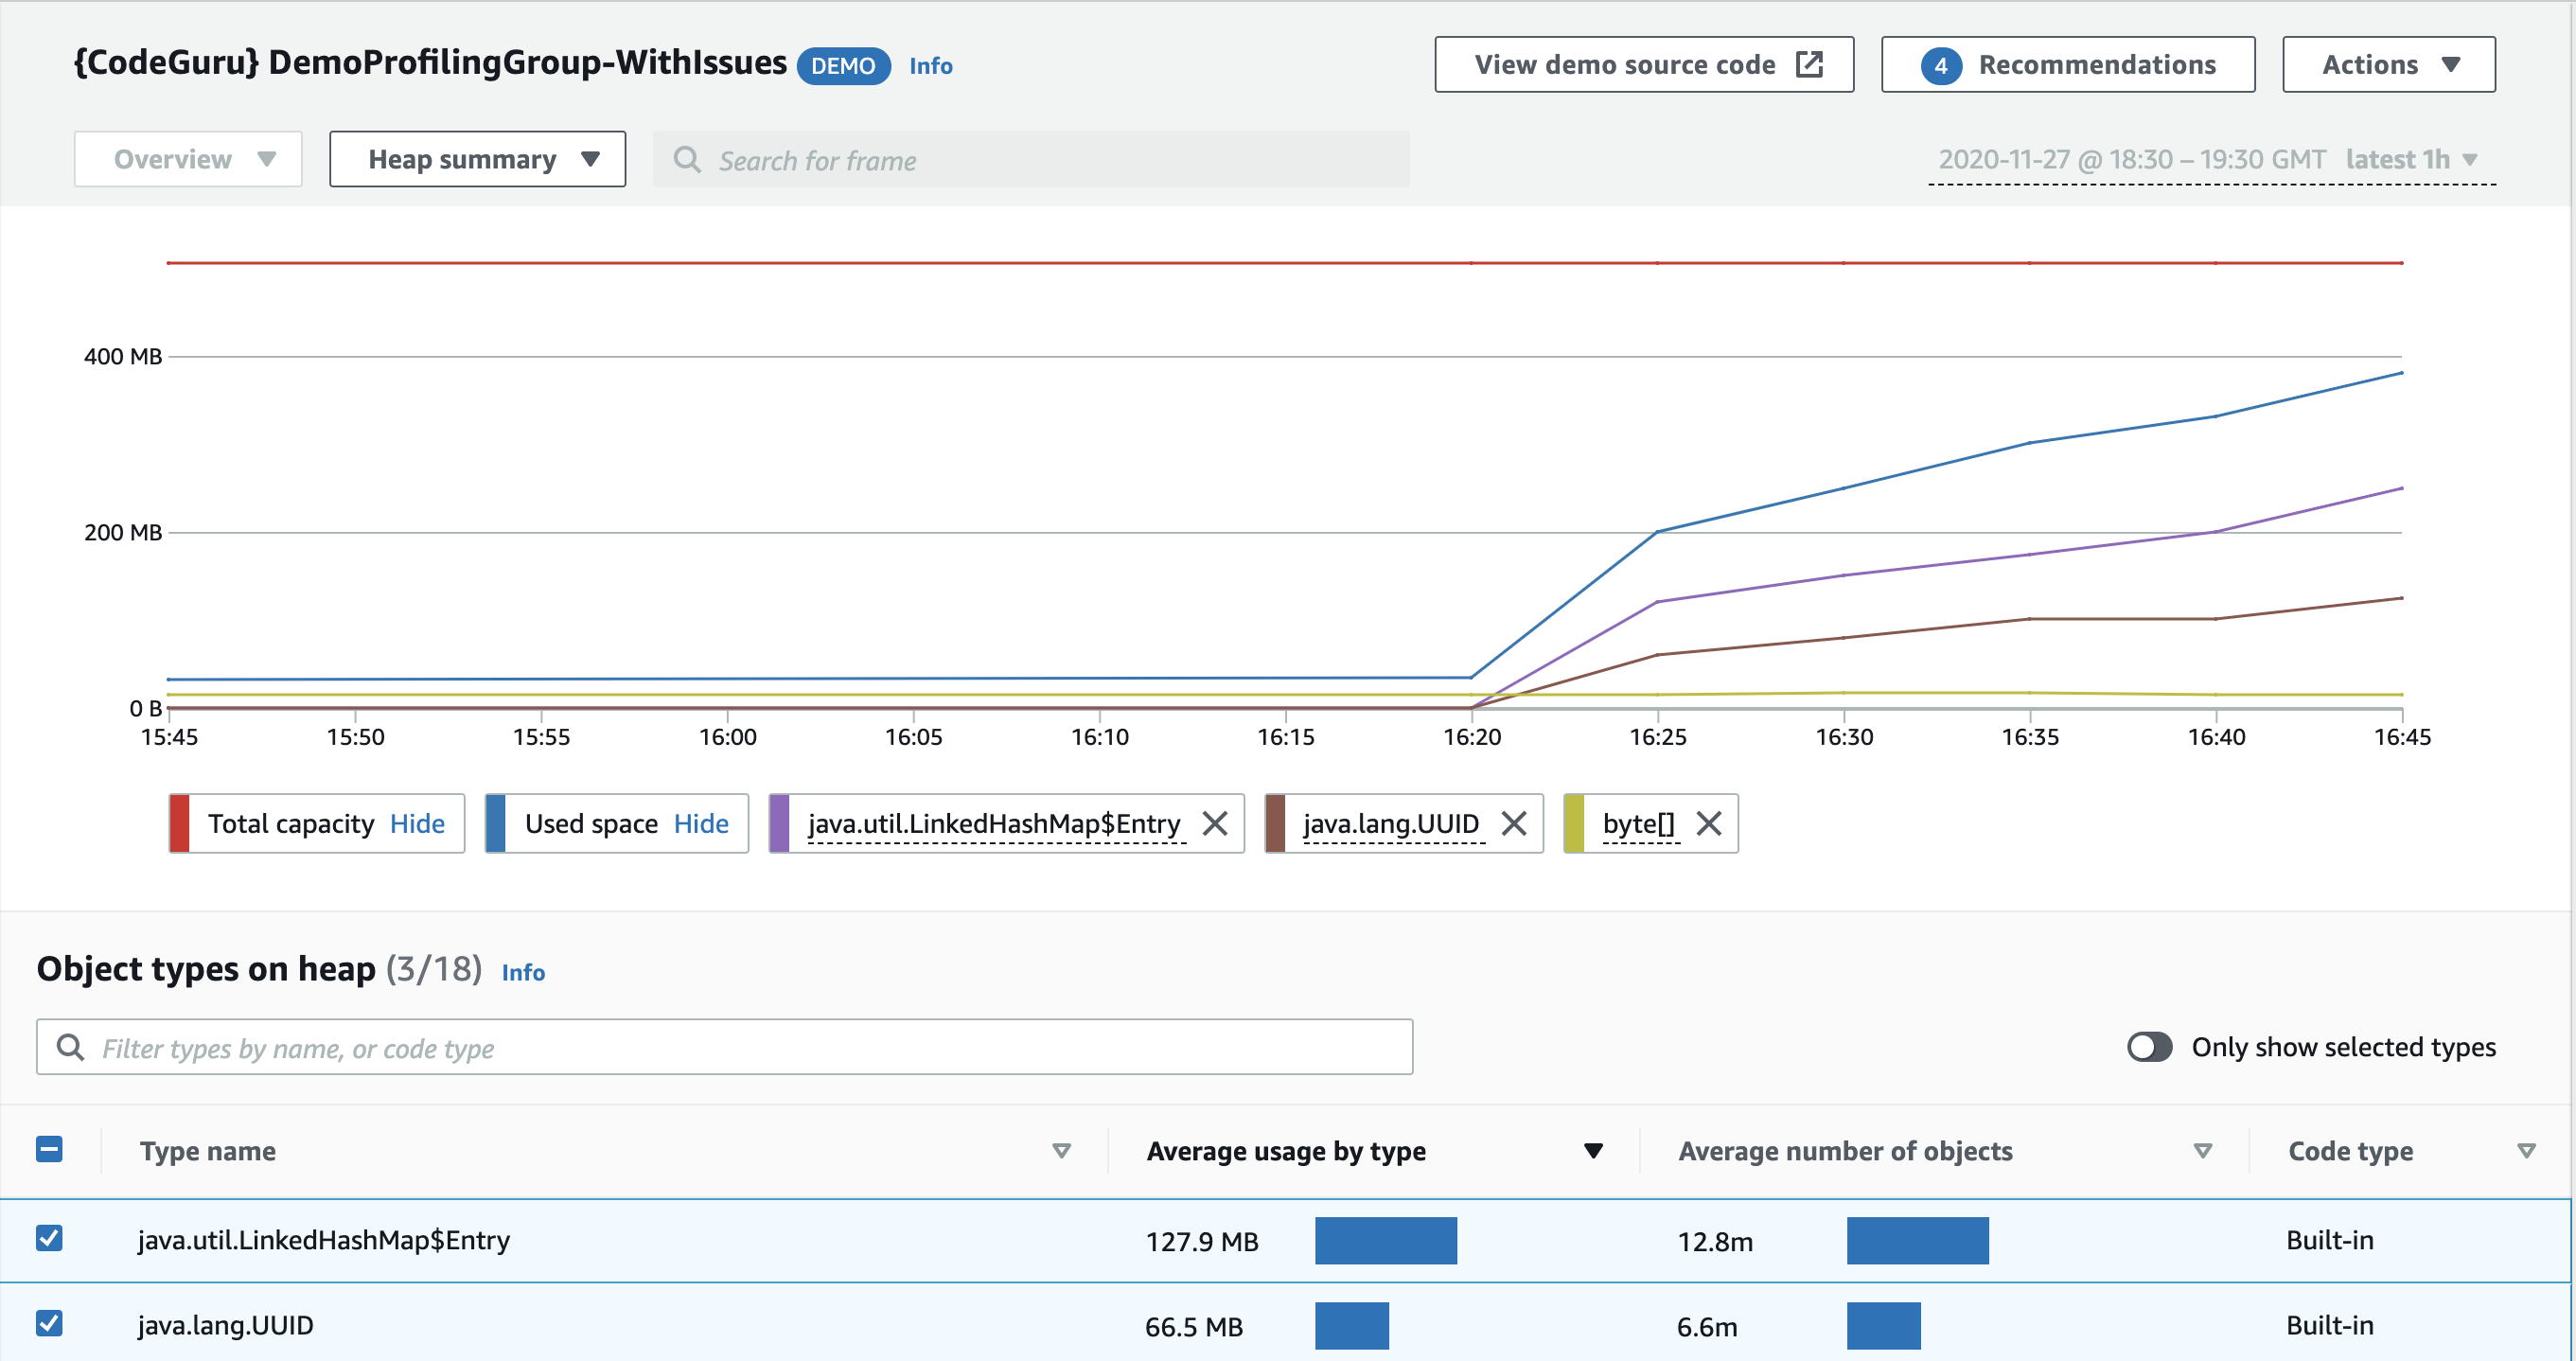 {CodeGuru} DemoProfilingGroup-WithIssues DEMO Info View demo source code 4 Recommendations Actions
Overview Heap summary Search for frame 2020-11-27 @ 18:30 – 19:30 GMT latest 1h
400 MB
200 MB
0 B
15:45 15:50 15:55 16:00 16:05 16:10 16:15 16:20 16:25 16:30 16:35 16:40 16:45
Total capacity Hide Used space Hide java.util.LinkedHashMap$Entry java.lang.UUID byte[]
Object types on heap (3/18) Info
Filter types by name, or code type Only show selected types
Type name Average usage by type Average number of objects Code type
java.util.LinkedHashMap$Entry 127.9 MB 12.8m Built-in
java.lang.UUID 66.5 MB 6.6m Built-in